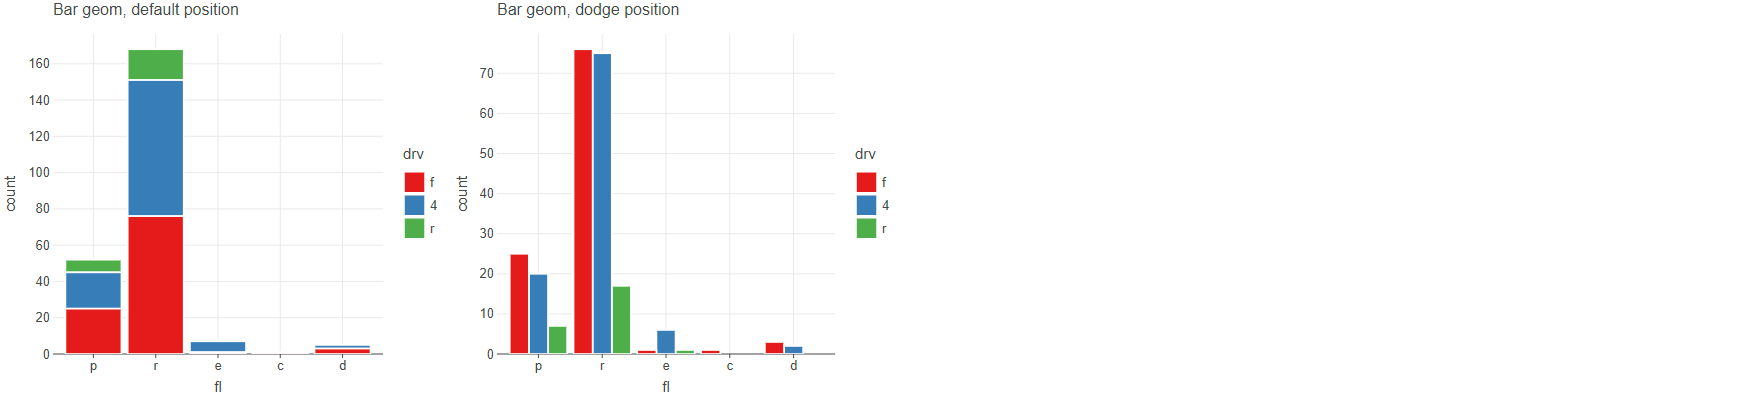 Bar geom, default position
160
140
120
100
80
60
40
20
0
count
p r e c d
fl
drv
f
4
r
Bar geom, dodge position
70
60
50
40
30
20
10
0
count
p r e c d
fl
drv
f
4
r